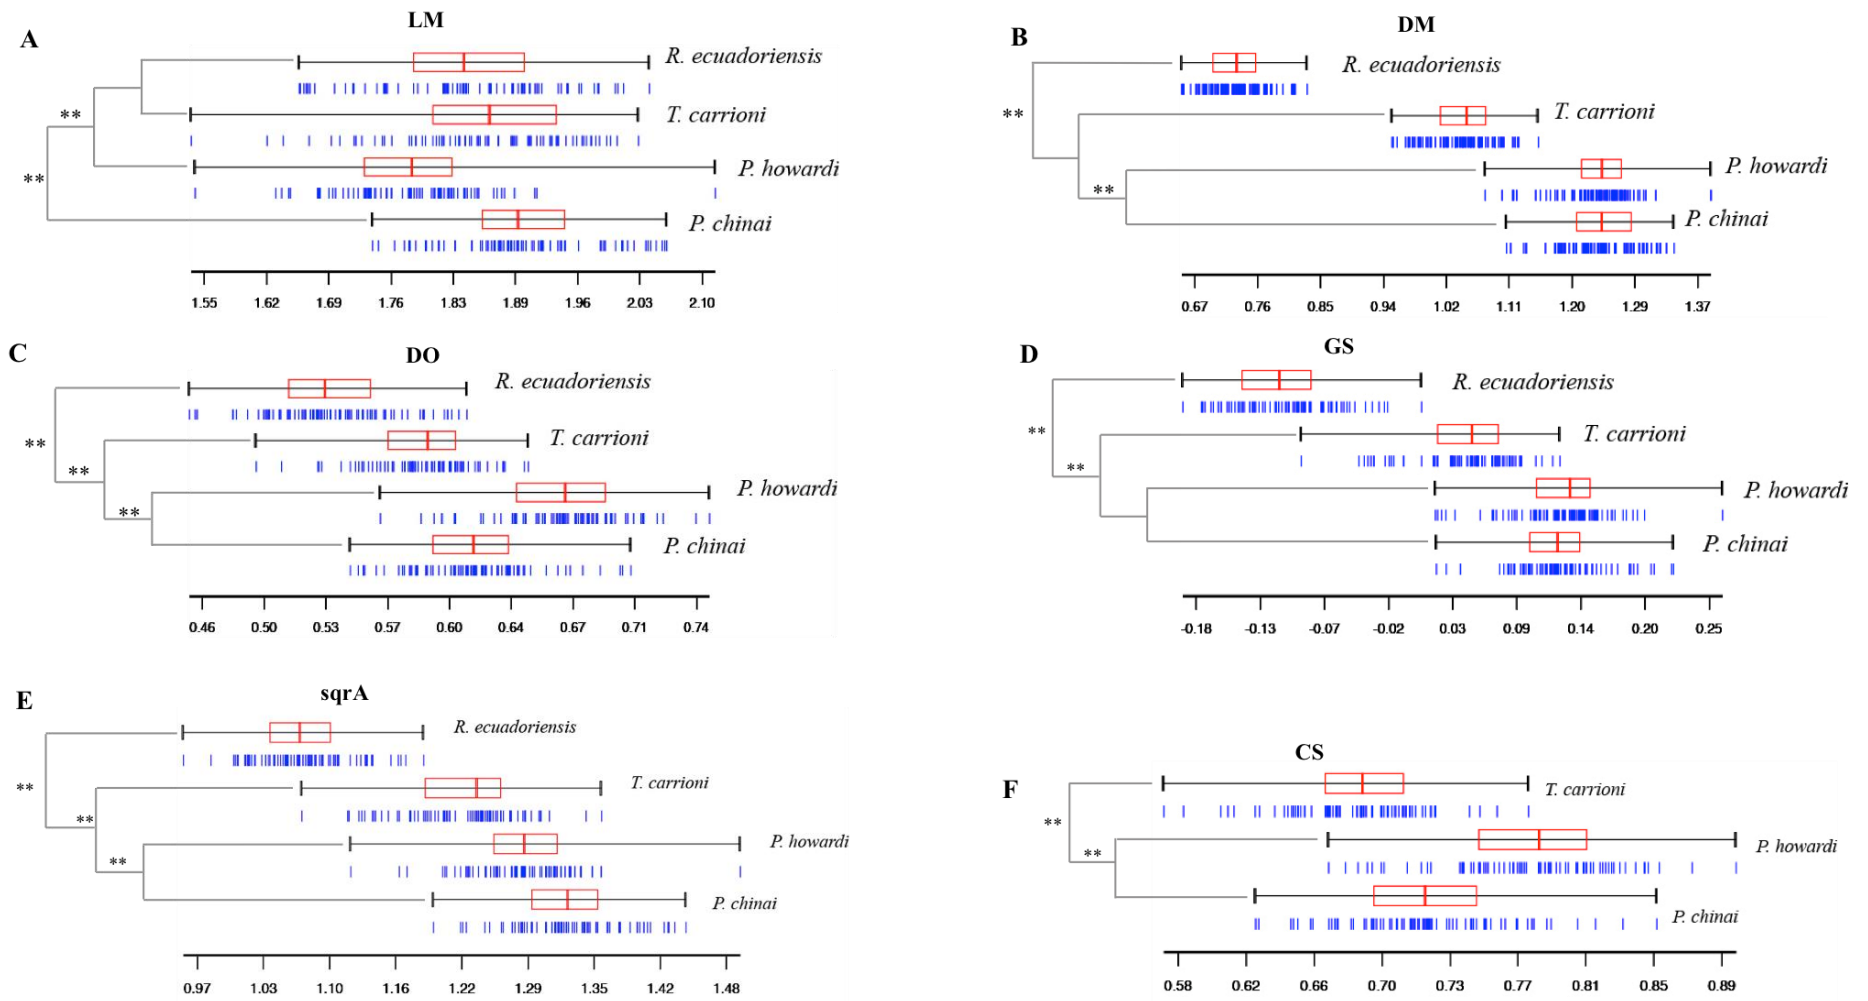 A
LM
R. ecuadoriensis
**
T. carrioni
**
P. howardi
P. chinai
1.55 1.62 1.69 1.76 1.83 1.89 1.96 2.03 2.10
B
DM
R. ecuadoriensis
**
T. carrioni
P. howardi
**
P. chinai
0.67 0.76 0.85 0.94 1.02 1.11 1.20 1.29 1.37
C
DO
R. ecuadoriensis
**
T. carrioni
**
P. howardi
**
P. chinai
0.46 0.50 0.53 0.57 0.60 0.64 0.67 0.71 0.74
D
GS
R. ecuadoriensis
**
T. carrioni
**
P. howardi
P. chinai
-0.18 -0.13 -0.07 -0.02 0.03 0.09 0.14 0.20 0.25
E
sqrA
R. ecuadoriensis
**
T. carrioni
**
P. howardi
**
P. chinai
0.97 1.03 1.10 1.16 1.22 1.29 1.35 1.42 1.48
F
CS
T. carrioni
**
P. howardi
**
P. chinai
0.58 0.62 0.66 0.70 0.73 0.77 0.81 0.85 0.89